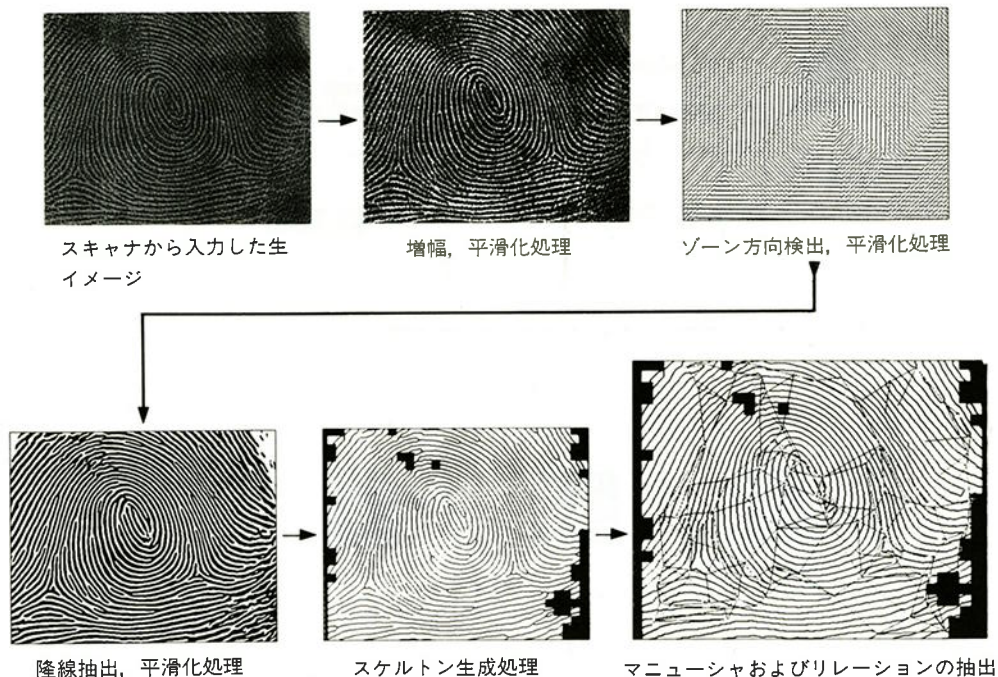 スキャナから入力した生
イメージ
増幅，平滑化処理
ゾーン方向検出，平滑化処理
隆線抽出，平滑化処理
スケルトン生成処理
マニューシャおよびリレーションの抽出